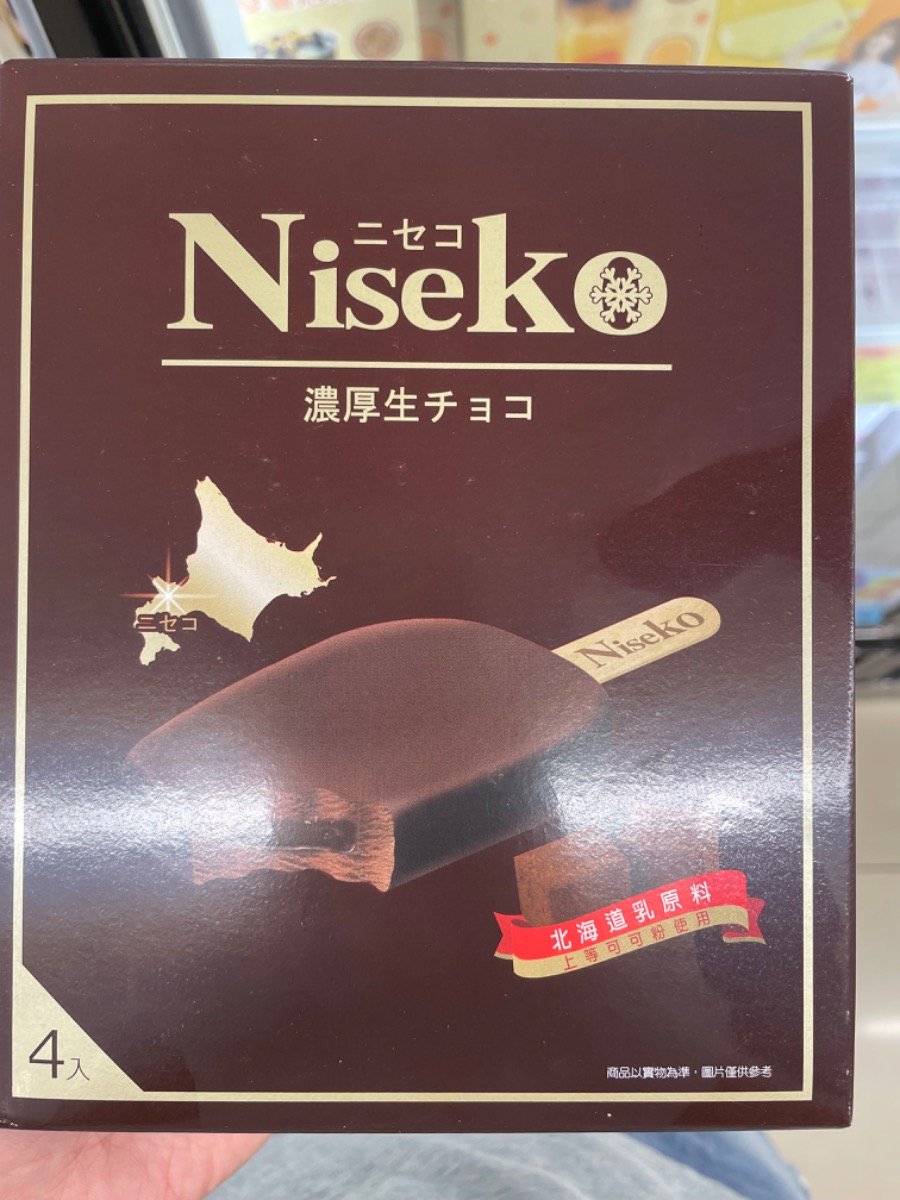 ニセコ
Niseko
濃厚生チョコ
ニセコ
Niseko
北海道乳原料
上等可可粉使用
4入
商品以實物為準・圖片僅供參考